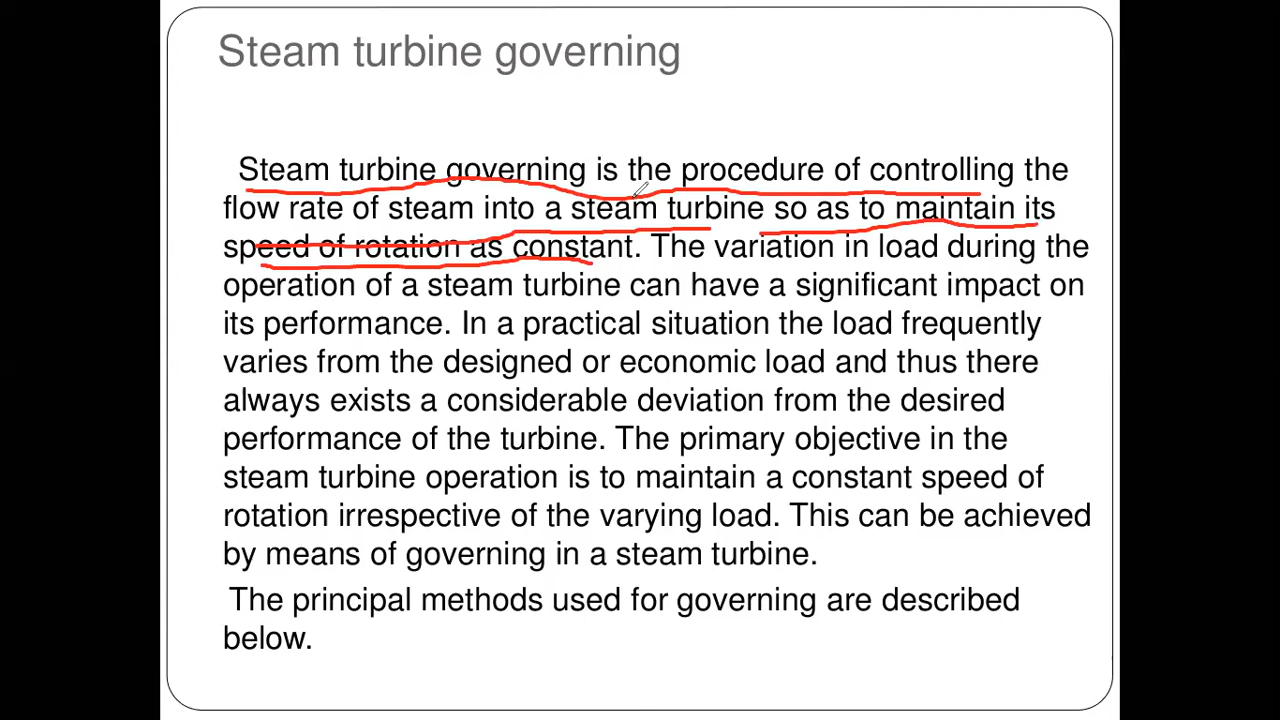 Steam turbine governing
Steam turbine governing is the procedure of controlling the
flow rate of steam into a steam turbine so as to maintain its
speed of rotation as constant. The variation in load during the
operation of a steam turbine can have a significant impact on
its performance. In a practical situation the load frequently
varies from the designed or economic load and thus there
always exists a considerable deviation from the desired
performance of the turbine. The primary objective in the
steam turbine operation is to maintain a constant speed of
rotation irrespective of the varying load. This can be achieved
by means of governing in a steam turbine.
The principal methods used for governing are described
below.